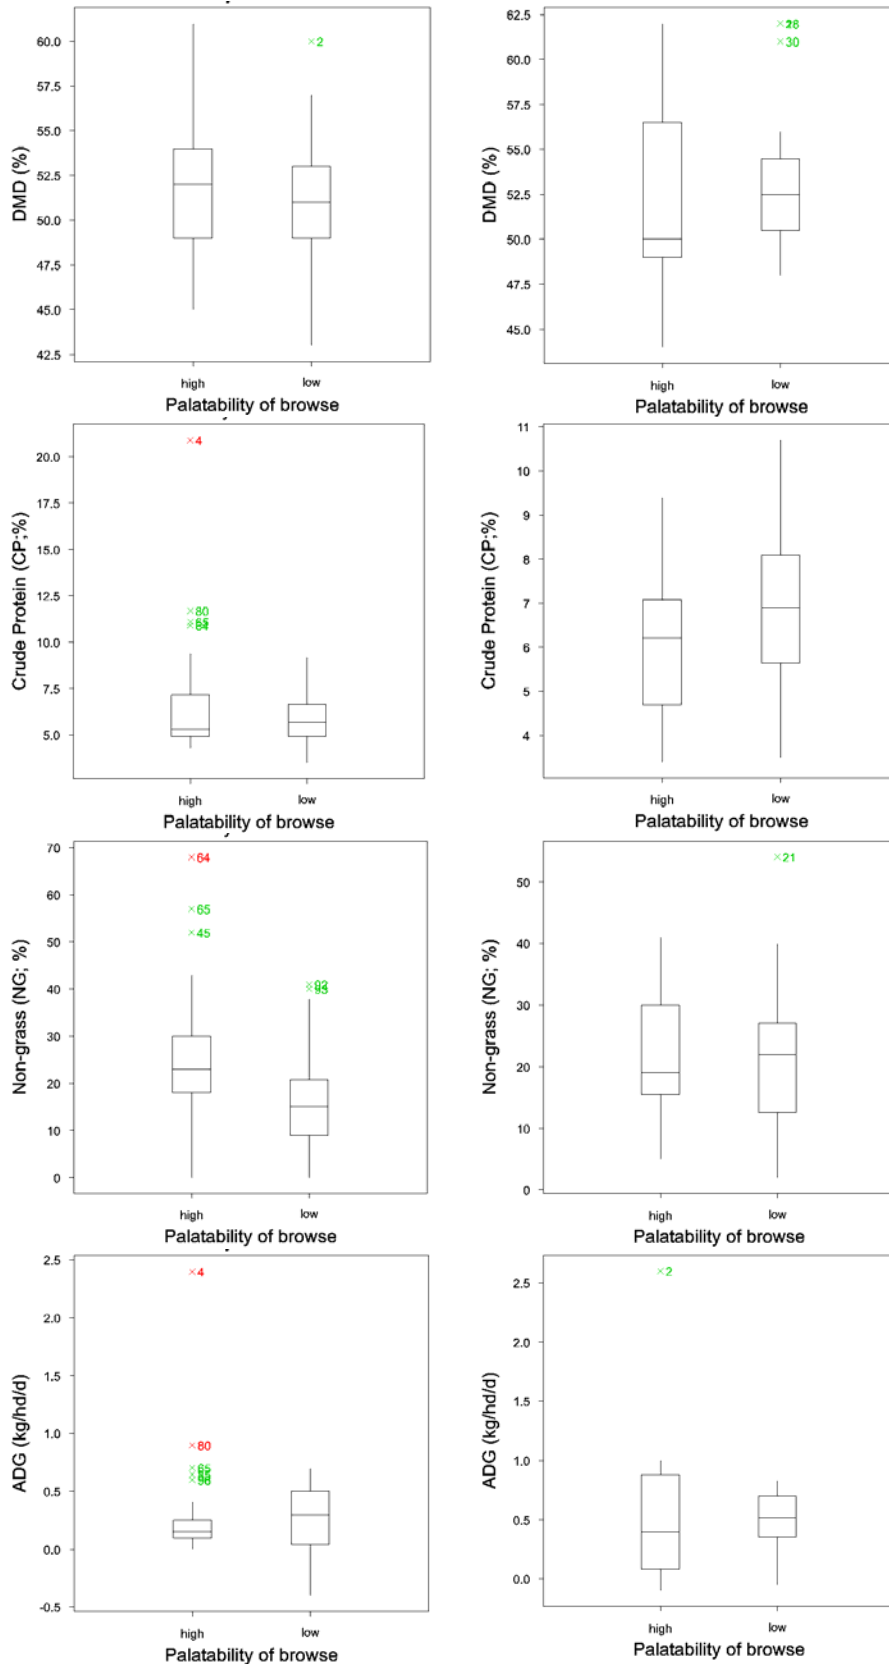 60.0
57.5
55.0
52.5
50.0
47.5
45.0
42.5
DMD (%)
2
high low
Palatability of browse
62.5
60.0
57.5
55.0
52.5
50.0
47.5
45.0
DMD (%)
30
high low
Palatability of browse
20.0
17.5
15.0
12.5
10.0
7.5
5.0
Crude Protein (CP;%)
4
80
high low
Palatability of browse
11
10
9
8
7
6
5
4
Crude Protein (CP;%)
high low
Palatability of browse
70
60
50
40
30
20
10
0
Non-grass (NG; %)
64
65
45
high low
Palatability of browse
50
40
30
20
10
0
Non-grass (NG; %)
21
high low
Palatability of browse
2.5
2.0
1.5
1.0
0.5
0.0
-0.5
ADG (kg/hd/d)
4
80
high low
Palatability of browse
2.5
2.0
1.5
1.0
0.5
0.0
ADG (kg/hd/d)
2
high low
Palatability of browse